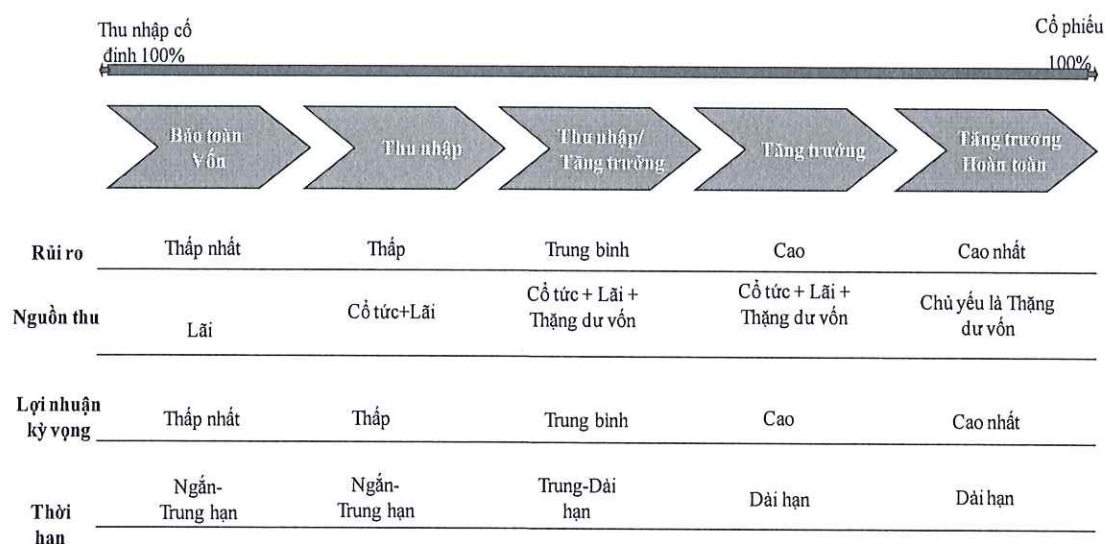 Thu nhập cố
định 100%
Cổ phiếu
100%
Bảo toàn
Vốn
Thu nhập
Thu nhập/
Tăng trưởng
Tăng trưởng
Tăng trưởng
Hoàn toàn
Rủi ro
Thấp nhất
Thấp
Trung bình
Cao
Cao nhất
Nguồn thu
Lãi
Cổ tức+Lãi
Cổ tức + Lãi +
Thặng dư vốn
Cổ tức + Lãi +
Thặng dư vốn
Chủ yếu là Thặng
dư vốn
Lợi nhuận
kỳ vọng
Thấp nhất
Thấp
Trung bình
Cao
Cao nhất
Thời
hạn
Ngắn-
Trung hạn
Ngắn-
Trung hạn
Trung-Dài
hạn
Dài hạn
Dài hạn